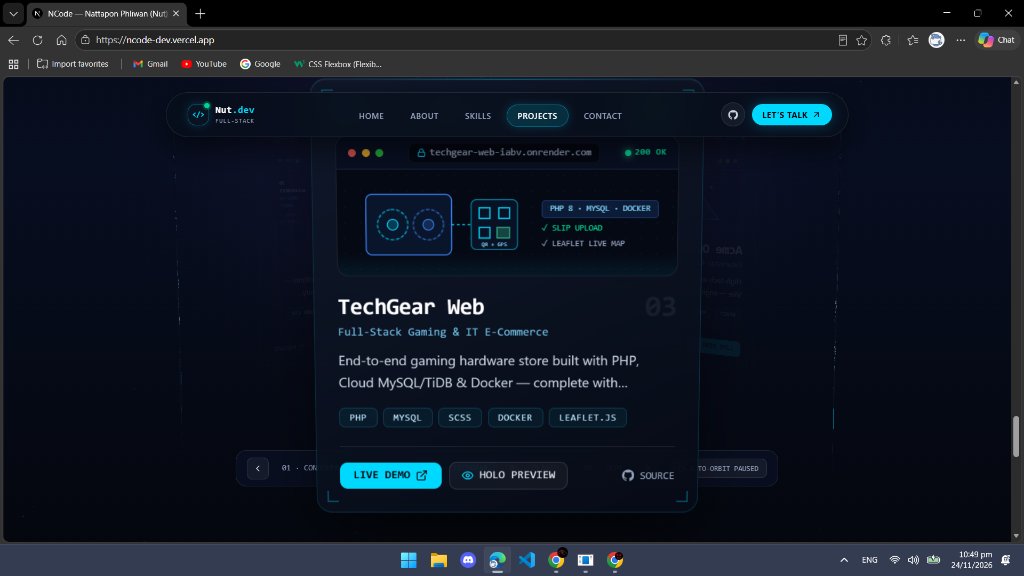 NCode — Nattapon Phliwan (Nut)
https://ncode-dev.vercel.app
Chat
Import favorites
Gmail
YouTube
Google
CSS Flexbox (Flexib...
</>
Nut.dev
FULL-STACK
HOME
ABOUT
SKILLS
PROJECTS
CONTACT
LET'S TALK
techgear-web-iabv.onrender.com
200 OK
QR + GPS
PHP 8 • MYSQL • DOCKER
✓ SLIP UPLOAD
✓ LEAFLET LIVE MAP
TechGear Web
03
Full-Stack Gaming & IT E-Commerce
End-to-end gaming hardware store built with PHP,
Cloud MySQL/TiDB & Docker — complete with...
PHP
MYSQL
SCSS
DOCKER
LEAFLET.JS
01 · CON
LIVE DEMO
HOLO PREVIEW
SOURCE
TO-ORBIT PAUSED
ENG
10:49 pm
24/11/2026